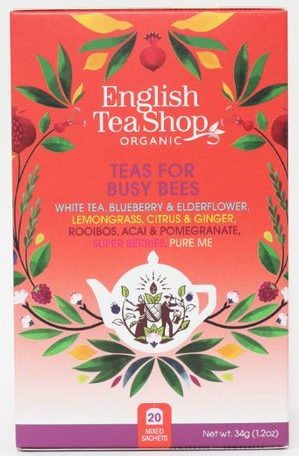 English
Tea Shop
ORGANIC
TEAS FOR
BUSY BEES
WHITE TEA, BLUEBERRY & ELDERFLOWER,
LEMONGRASS, CITRUS & GINGER,
ROOIBOS, ACAI & POMEGRANATE,
SUPER BERRIES, PURE ME
20
MIXED
SACHETS
Net wt. 34g (1.2oz)